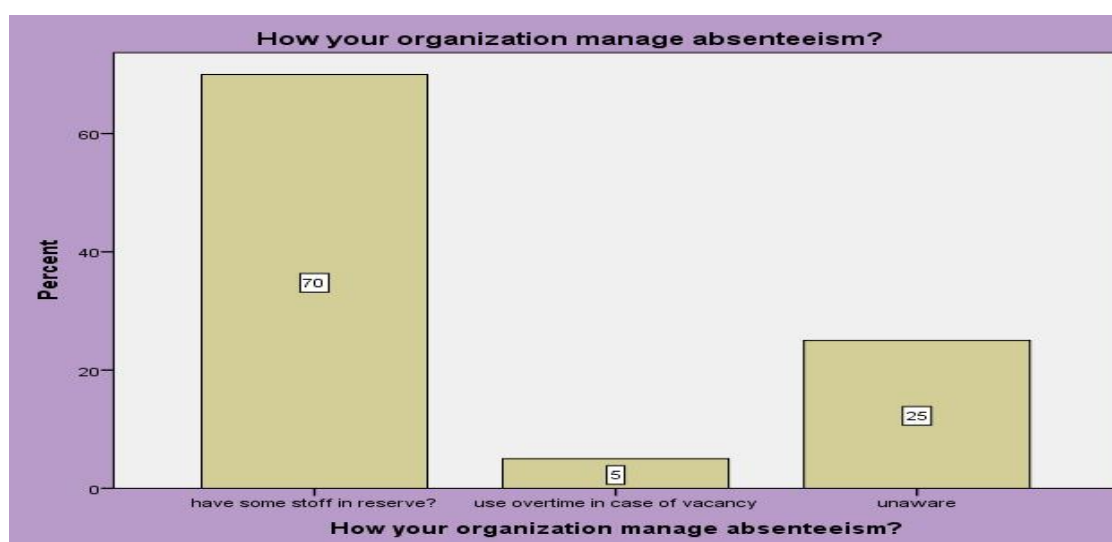 How your organization manage absenteeism?
Percent
60
40
20
0
70
5
25
have some stoff in reserve?
use overtime in case of vacancy
unaware
How your organization manage absenteeism?